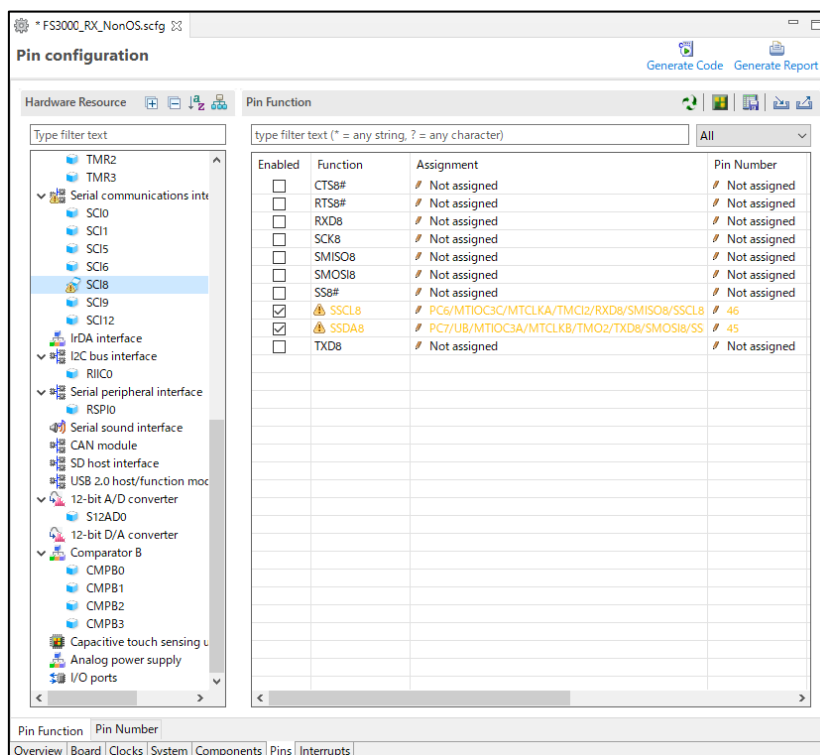 * FS3000_RX_NonOS.scfg
Pin configuration
Generate Code Generate Report
Hardware Resource
Pin Function
Type filter text
type filter text (* = any string, ? = any character)
All
TMR2
TMR3
Serial communications inte
SCI0
SCI1
SCI5
SCI6
SCI8
SCI9
SCI12
IrDA interface
I2C bus interface
RIIC0
Serial peripheral interface
RSPI0
Serial sound interface
CAN module
SD host interface
USB 2.0 host/function mod
12-bit A/D converter
S12AD0
12-bit D/A converter
Comparator B
CMPB0
CMPB1
CMPB2
CMPB3
Capacitive touch sensing u
Analog power supply
I/O ports
Enabled Function Assignment Pin Number
CTS8# Not assigned Not assigned
RTS8# Not assigned Not assigned
RXD8 Not assigned Not assigned
SCK8 Not assigned Not assigned
SMISO8 Not assigned Not assigned
SMOSI8 Not assigned Not assigned
SS8# Not assigned Not assigned
SSCL8 PC6/MTIOC3C/MTCLKA/TMCI2/RXD8/SMISO8/SSCL8 46
SSDA8 PC7/UB/MTIOC3A/MTCLKB/TMO2/TXD8/SMOSI8/SS 45
TXD8 Not assigned Not assigned
Pin Function Pin Number
Overview Board Clocks System Components Pins Interrupts